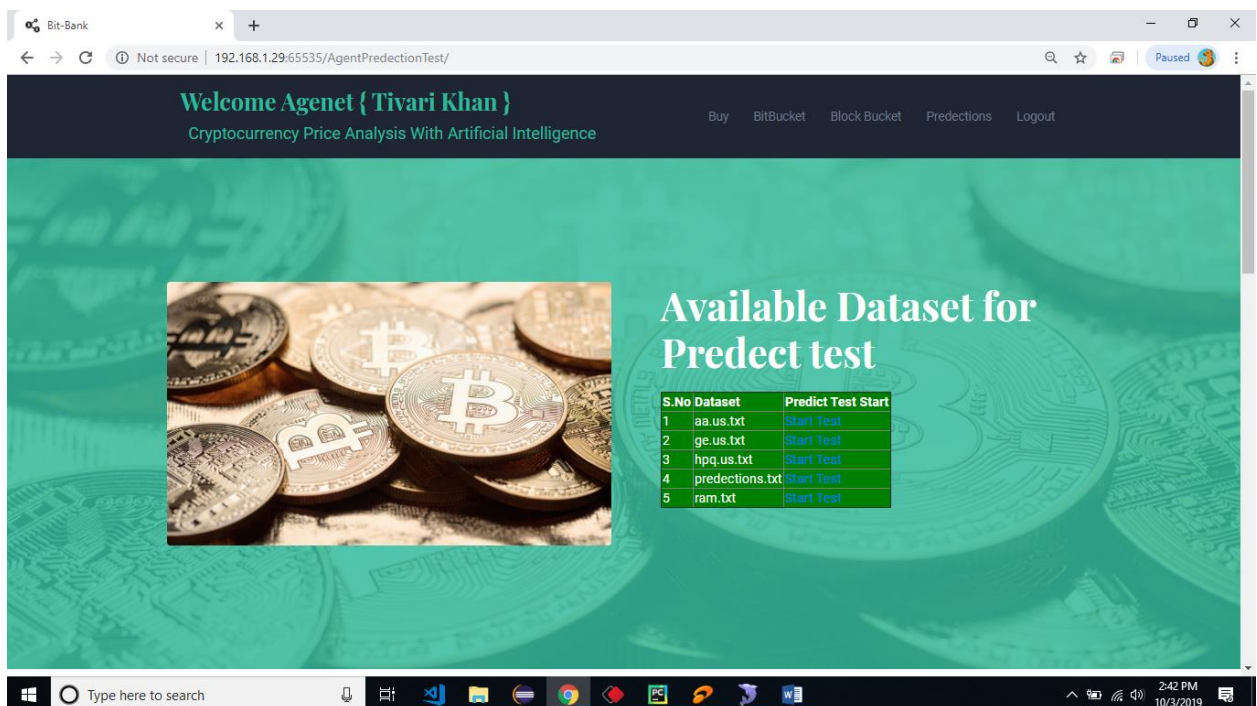 Bit-Bank
Not secure | 192.168.1.29:65535/AgentPredectionTest/
Paused
Welcome Agenet { Tivari Khan }
Cryptocurrency Price Analysis With Artificial Intelligence
Buy BitBucket Block Bucket Predections Logout
Available Dataset for
Predect test
S.No Dataset Predict Test Start
1 aa.us.txt Start Test
2 ge.us.txt Start Test
3 hpq.us.txt Start Test
4 predections.txt Start Test
5 ram.txt Start Test
Type here to search
PC
W
2:42 PM
10/3/2019